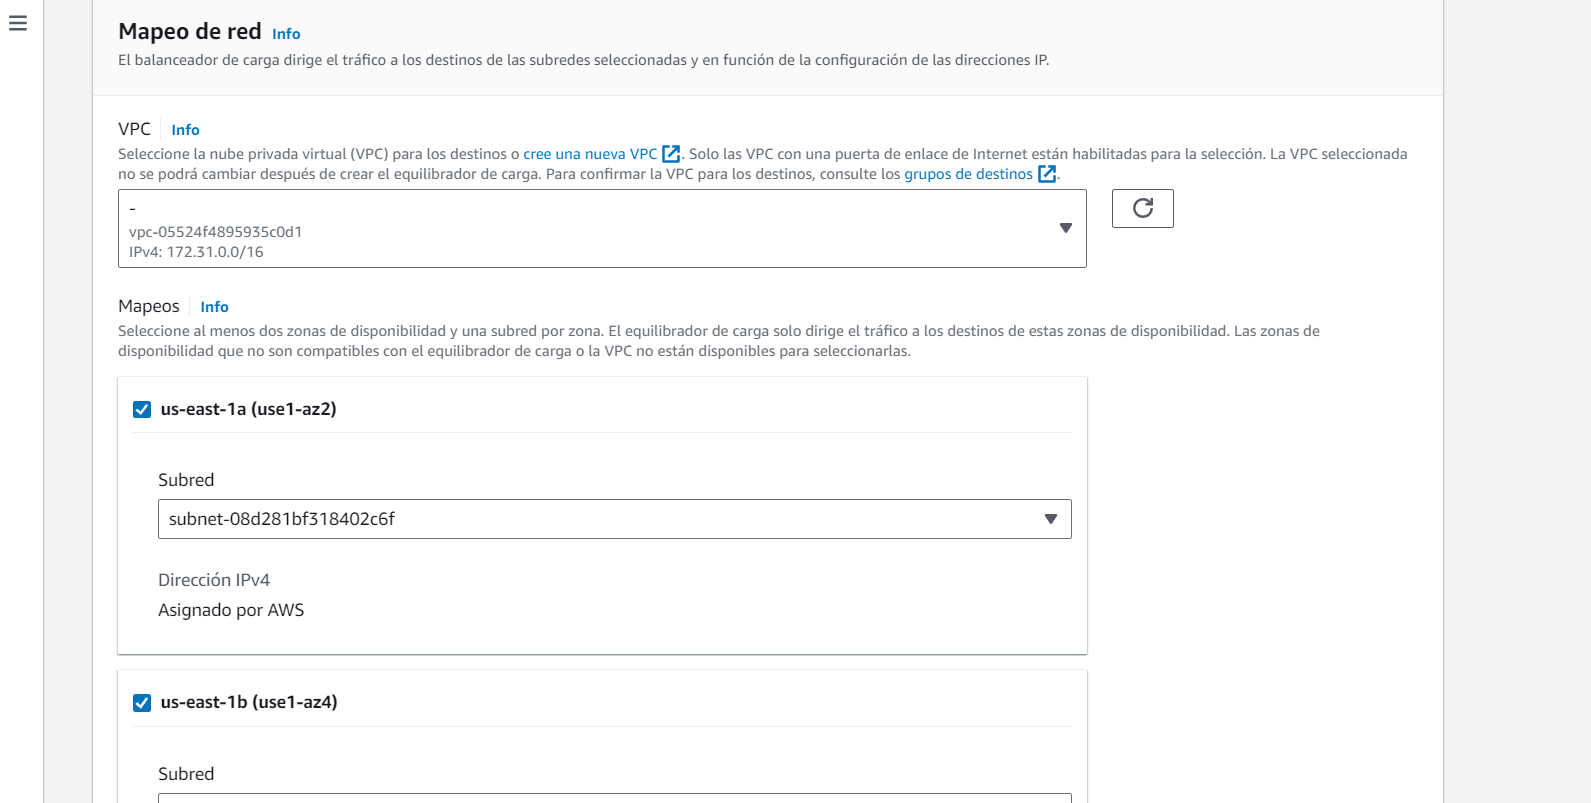 Mapeo de red Info
El balanceador de carga dirige el tráfico a los destinos de las subredes seleccionadas y en función de la configuración de las direcciones IP.
VPC Info
Seleccione la nube privada virtual (VPC) para los destinos o cree una nueva VPC . Solo las VPC con una puerta de enlace de Internet están habilitadas para la selección. La VPC seleccionada
no se podrá cambiar después de crear el equilibrador de carga. Para confirmar la VPC para los destinos, consulte los grupos de destinos .
-
vpc-05524f4895935c0d1
IPv4: 172.31.0.0/16
Mapeos Info
Seleccione al menos dos zonas de disponibilidad y una subred por zona. El equilibrador de carga solo dirige el tráfico a los destinos de estas zonas de disponibilidad. Las zonas de
disponibilidad que no son compatibles con el equilibrador de carga o la VPC no están disponibles para seleccionarlas.
us-east-1a (use1-az2)
Subred
subnet-08d281bf318402c6f
Dirección IPv4
Asignado por AWS
us-east-1b (use1-az4)
Subred